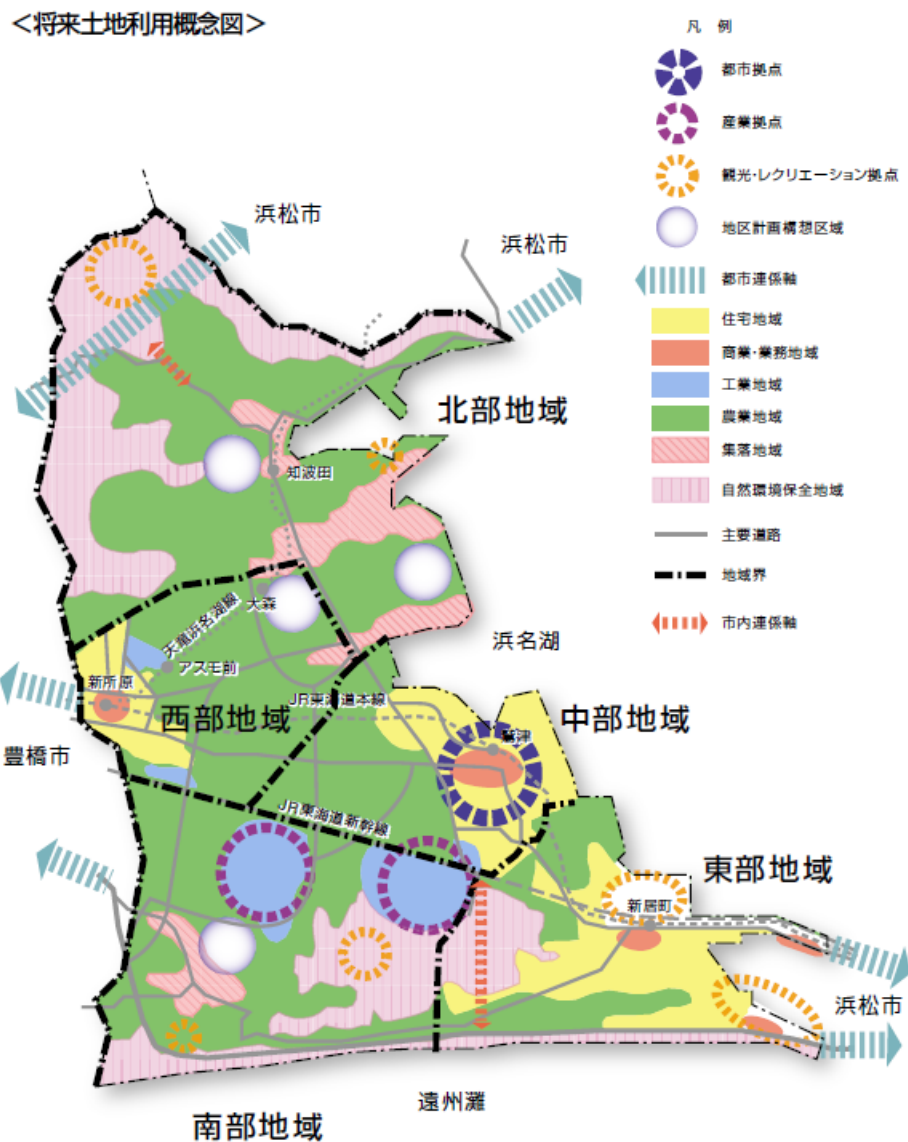 ＜将来土地利用概念図＞
凡 例
都市拠点
産業拠点
観光・レクリエーション拠点
地区計画構想区域
都市連係軸
住宅地域
商業・業務地域
工業地域
農業地域
集落地域
自然環境保全地域
主要道路
地域界
市内連係軸
浜松市
浜松市
北部地域
知波田
大森
天竜浜名湖線
アスモ前
浜名湖
新所原
JR東海道本線
西部地域
中部地域
鷲津
豊橋市
JR東海道新幹線
東部地域
新居町
浜松市
遠州灘
南部地域